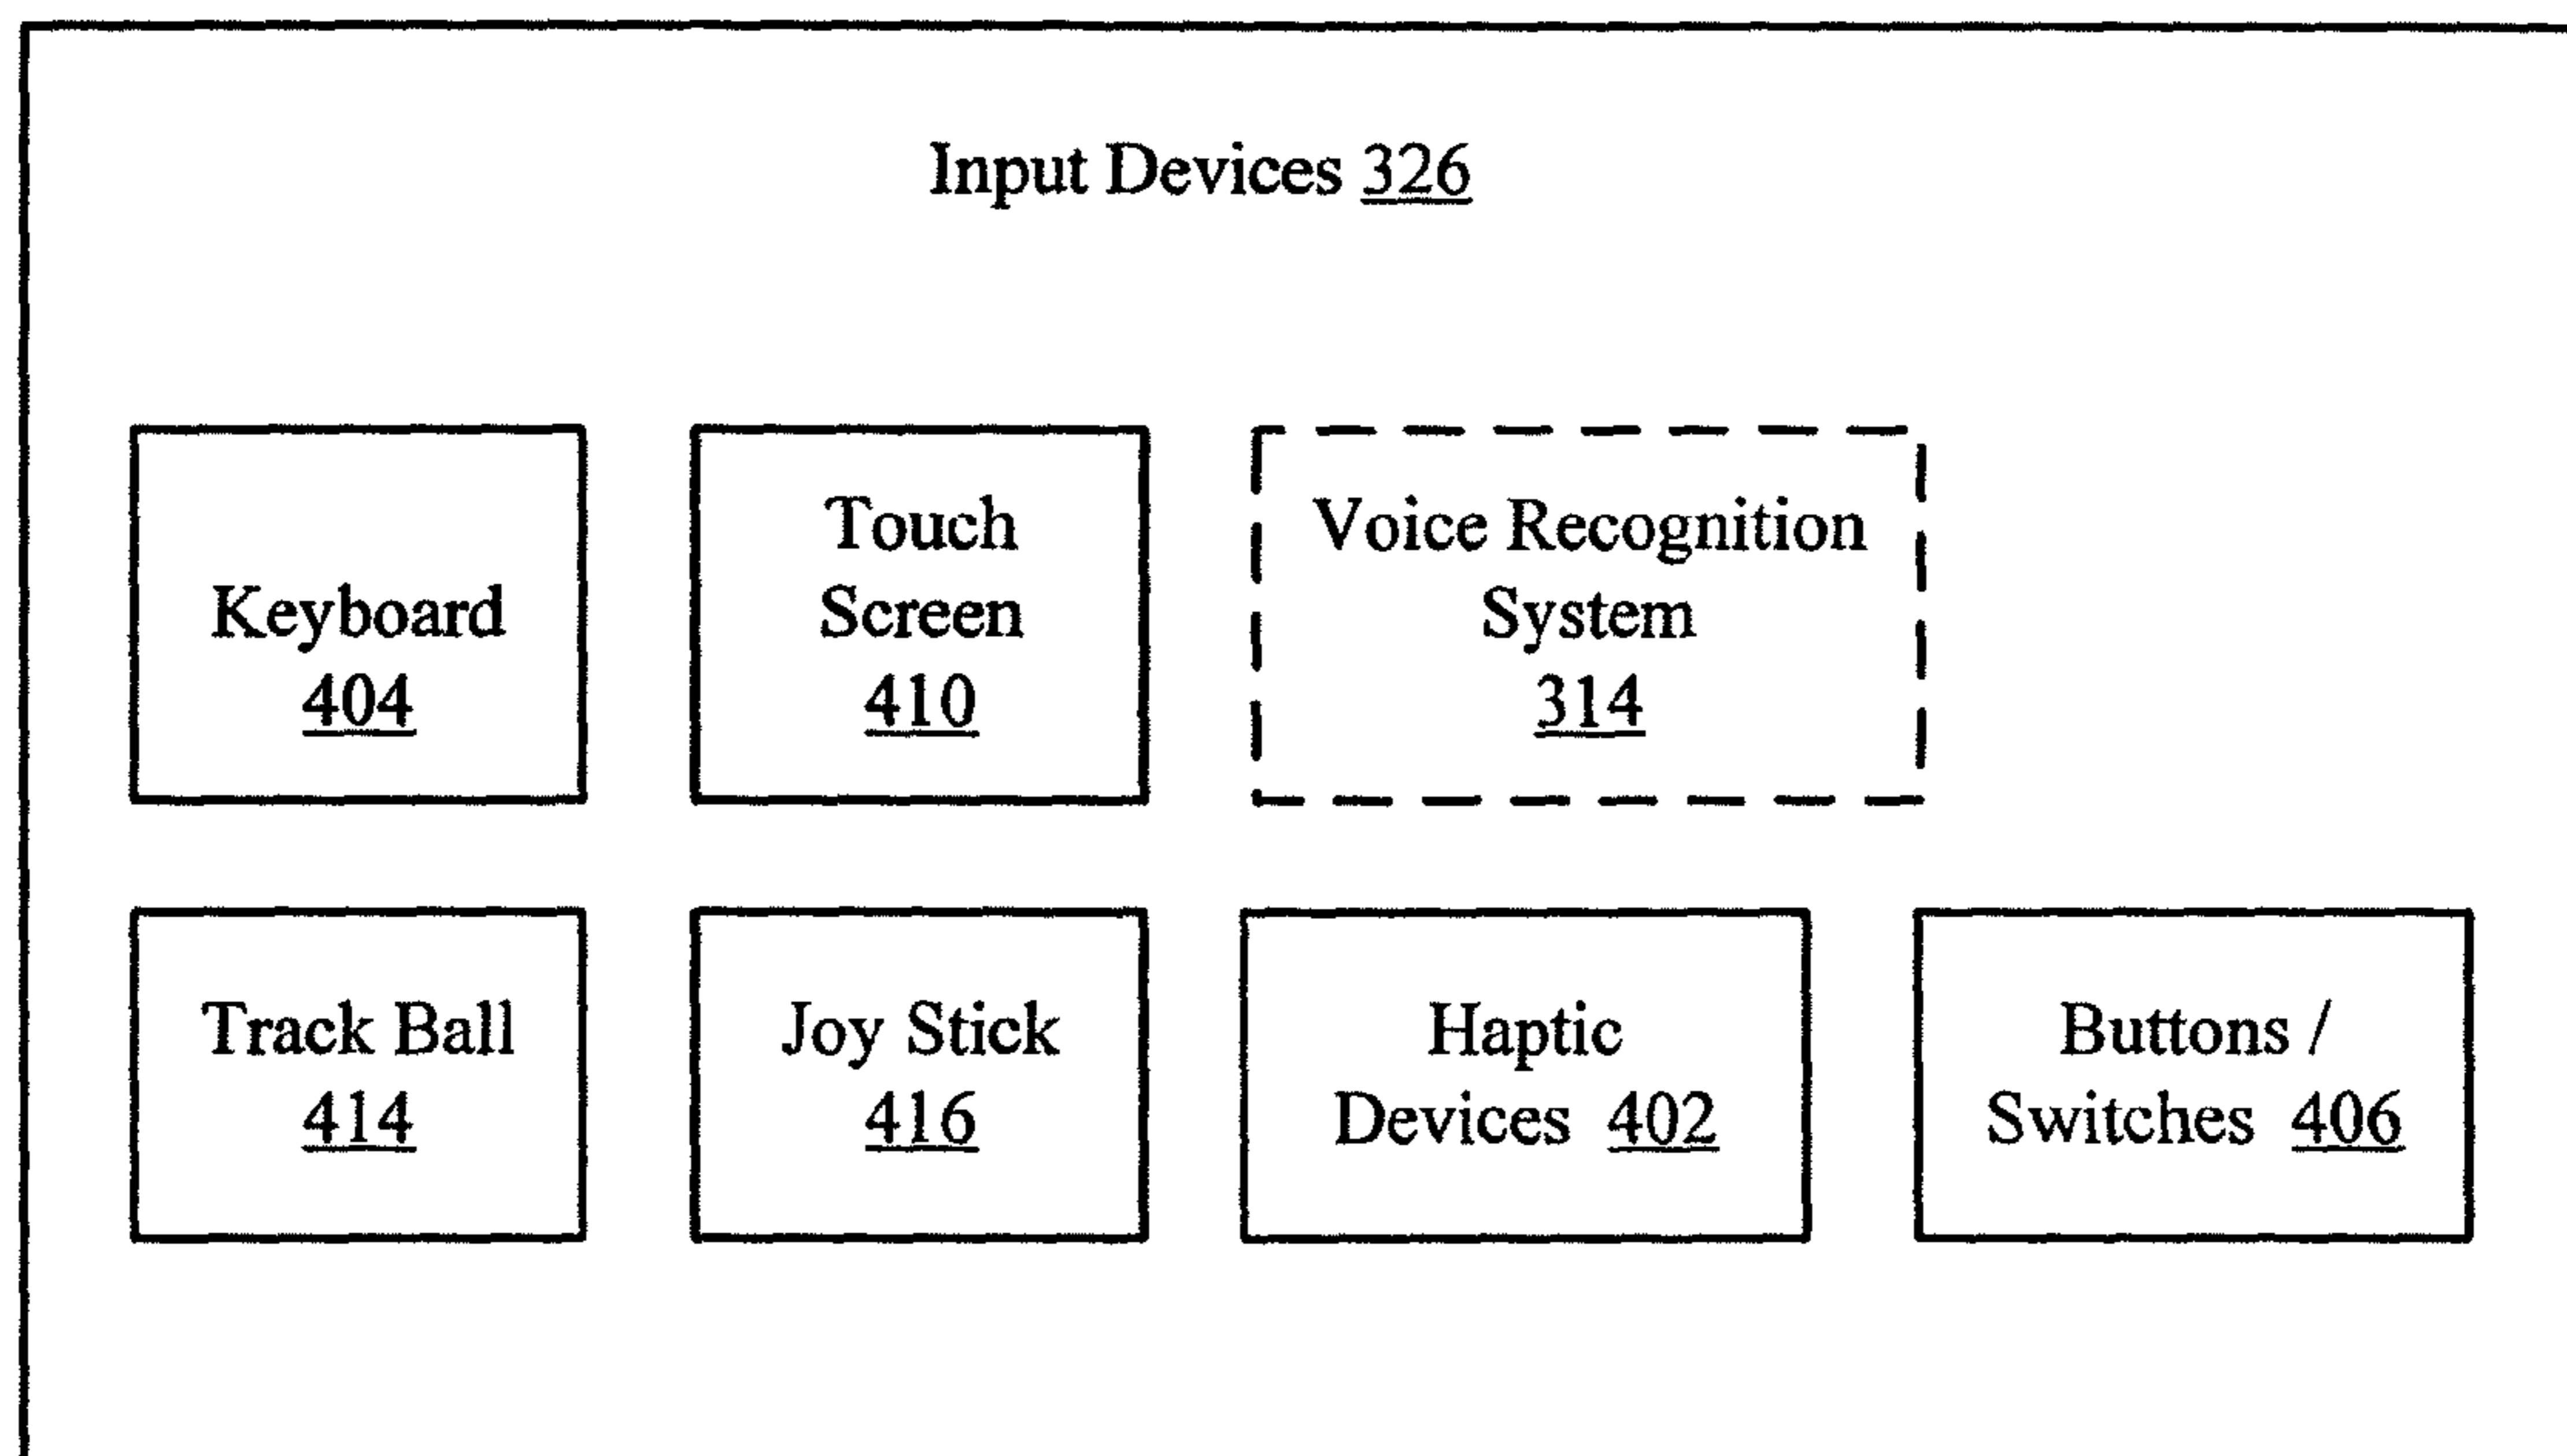 Input Devices 326
Keyboard
404
Touch
Screen
410
Voice Recognition
System
314
Track Ball
414
Joy Stick
416
Haptic
Devices 402
Buttons /
Switches 406